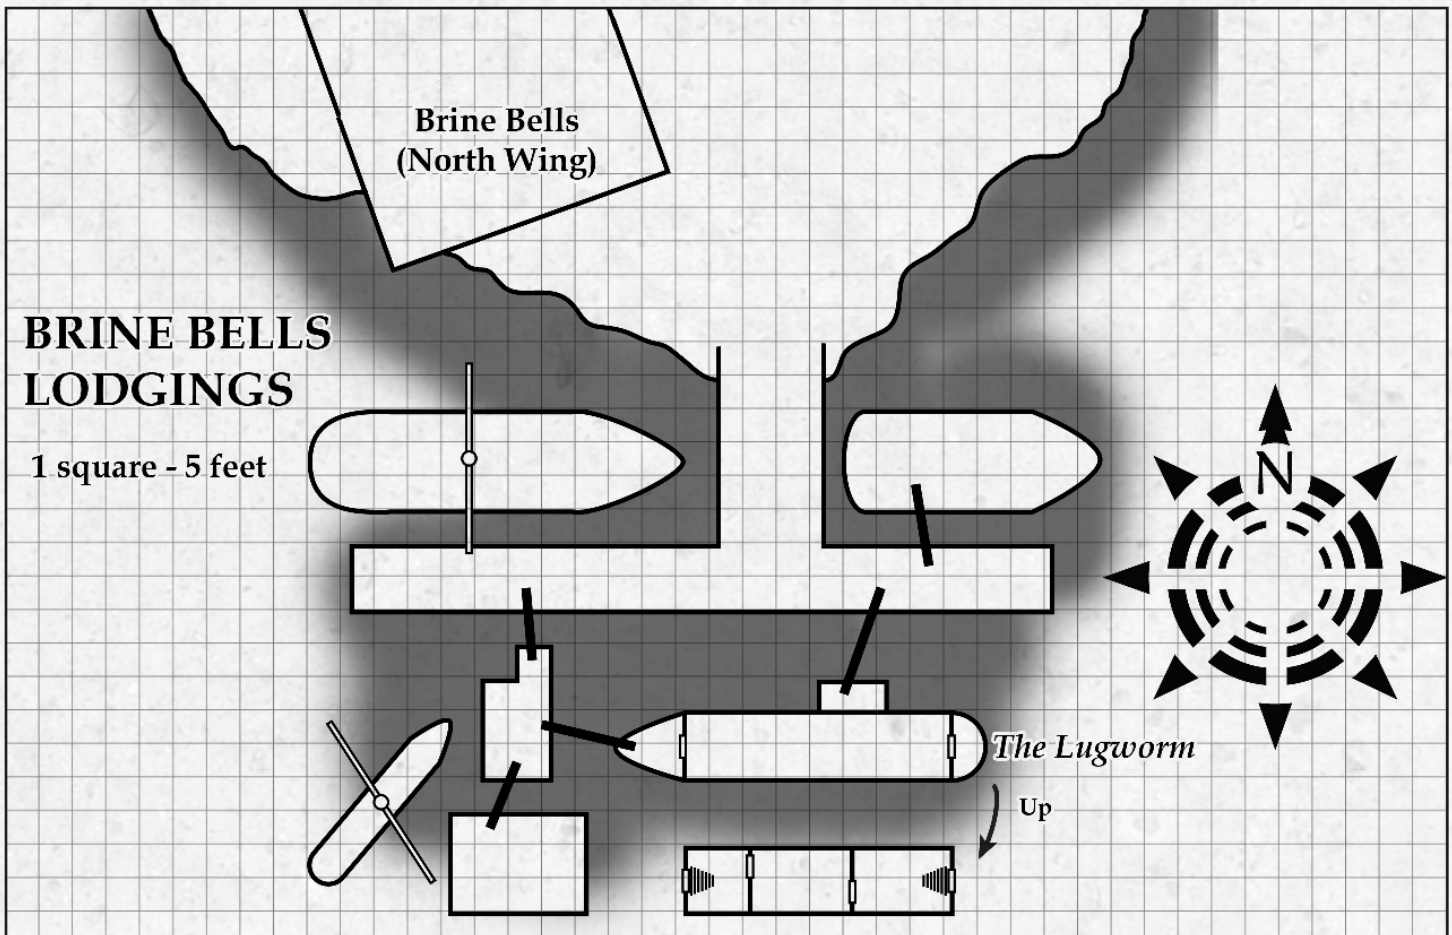 Brine Bells
(North Wing)
BRINE BELLS
LODGINGS
1 square - 5 feet
N
The Lugworm
Up